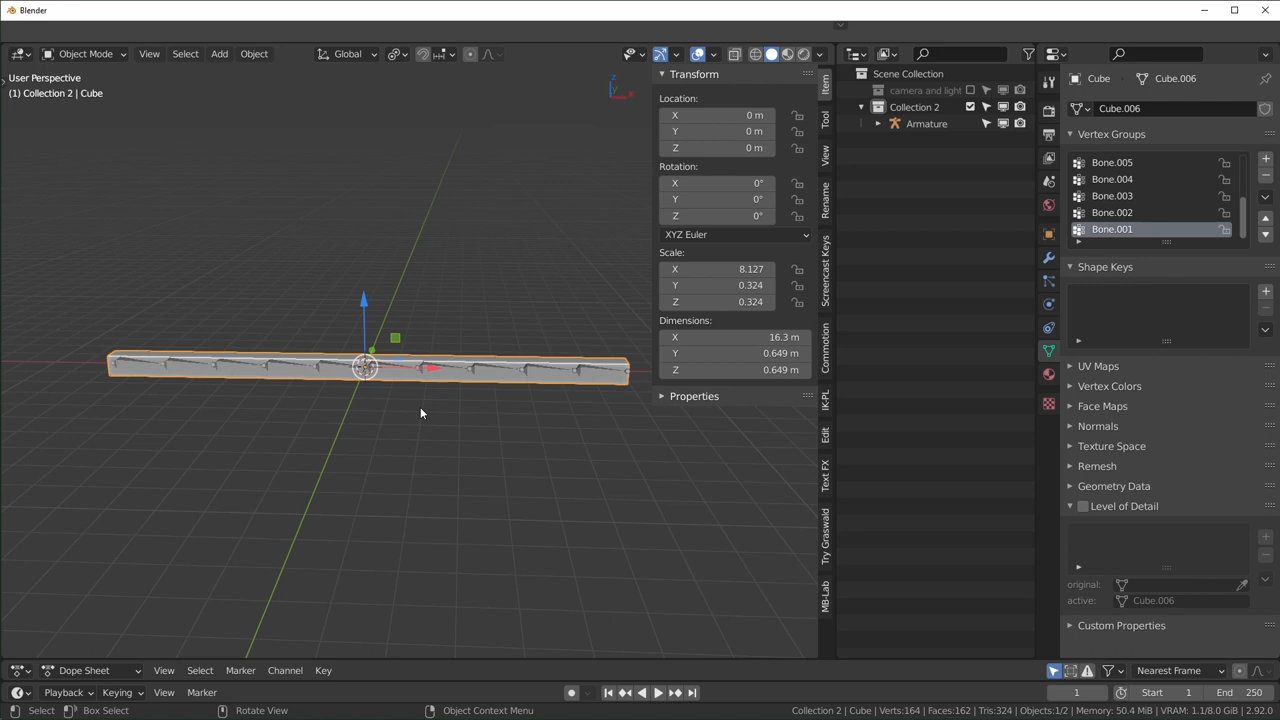 Blender
Object Mode View Select Add Object Global
User Perspective
(1) Collection 2 | Cube
Z
X
Y
Transform
Location:
X 0 m
Y 0 m
Z 0 m
Rotation:
X 0°
Y 0°
Z 0°
XYZ Euler
Scale:
X 8.127
Y 0.324
Z 0.324
Dimensions:
X 16.3 m
Y 0.649 m
Z 0.649 m
Properties
Item
Tool
View
Rename
Screencast Keys
Commotion
IK-PL
Edit
Text FX
Try Graswald
MB-Lab
Scene Collection
camera and light
Collection 2
Armature
Cube Cube.006
Cube.006
Vertex Groups
Bone.005
Bone.004
Bone.003
Bone.002
Bone.001
Shape Keys
UV Maps
Vertex Colors
Face Maps
Normals
Texture Space
Remesh
Geometry Data
Level of Detail
original:
active: Cube.006
Custom Properties
Dope Sheet View Select Marker Channel Key Nearest Frame
Playback Keying View Marker 1 Start 1 End 250
Select Box Select Rotate View Object Context Menu Collection 2 | Cube | Verts:164 | Faces:162 | Tris:324 | Objects:1/2 | Memory: 50.4 MiB | VRAM: 1.1/8.0 GiB | 2.92.0